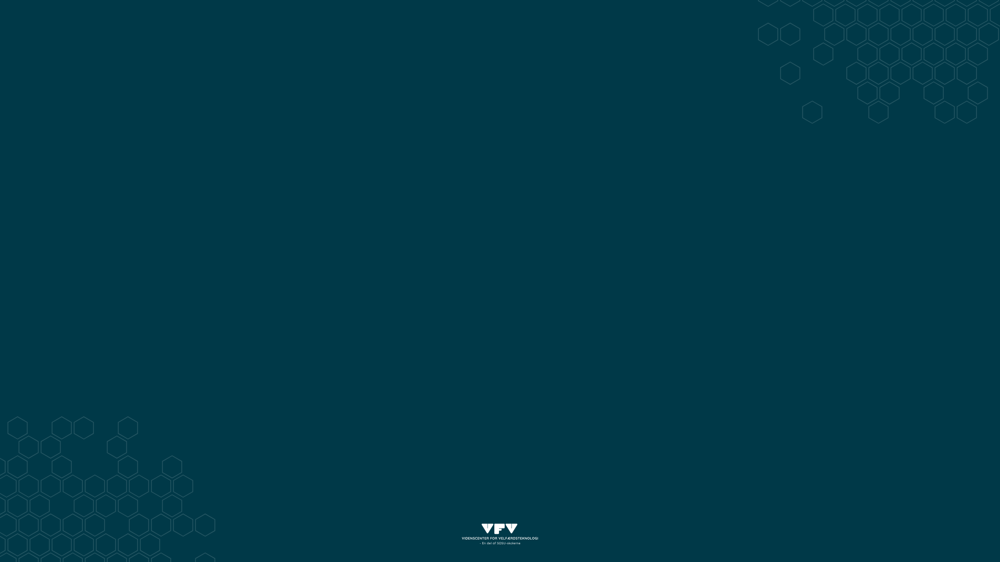 VFV
VIDENSCENTER FOR VELFÆRDSTEKNOLOGI
- En del af SOSU-skolerne